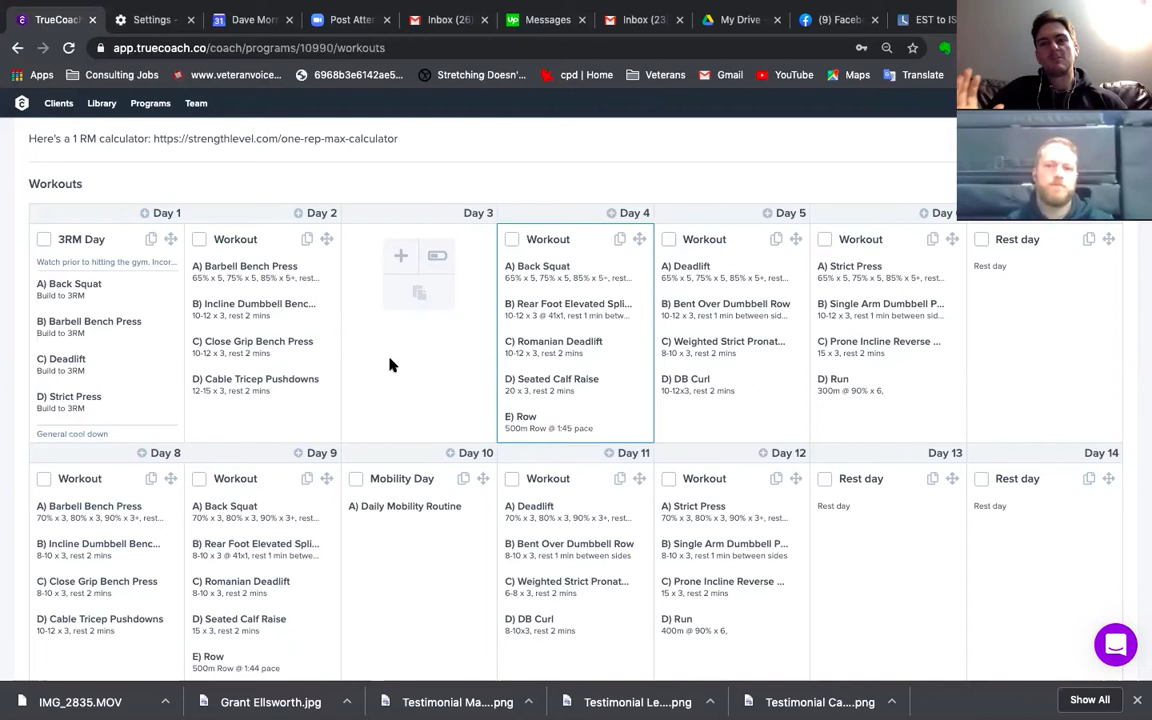 TrueCoach
Settings -
Dave Mor
Post Atter
Inbox (26)
Messages
Inbox (23
My Drive -
(9) Faceb
EST to IS
app.truecoach.co/coach/programs/10990/workouts
Apps
Consulting Jobs
www.veteranvoice...
6968b3e6142ae5...
Stretching Doesn'...
cpd | Home
Veterans
Gmail
YouTube
Maps
Translate
Clients
Library
Programs
Team
Here's a 1 RM calculator: https://strengthlevel.com/one-rep-max-calculator
Workouts
Day 1
Day 2
Day 3
Day 4
Day 5
3RM Day
Watch prior to hitting the gym. Incor...
A) Back Squat
Build to 3RM
B) Barbell Bench Press
Build to 3RM
C) Deadlift
Build to 3RM
D) Strict Press
Build to 3RM
General cool down
Workout
A) Barbell Bench Press
65% x 5, 75% x 5, 85% x 5+, rest...
B) Incline Dumbbell Benc...
10-12 x 3, rest 2 mins
C) Close Grip Bench Press
10-12 x 3, rest 2 mins
D) Cable Tricep Pushdowns
12-15 x 3, rest 2 mins
Workout
A) Back Squat
65% x 5, 75% x 5, 85% x 5+, rest...
B) Rear Foot Elevated Spli...
10-12 x 3 @ 41x1, rest 1 min betw...
C) Romanian Deadlift
10-12 x 3, rest 2 mins
D) Seated Calf Raise
20 x 3, rest 2 mins
E) Row
500m Row @ 1:45 pace
Workout
A) Deadlift
65% x 5, 75% x 5, 85% x 5+, rest...
B) Bent Over Dumbbell Row
10-12 x 3, rest 1 min between sid...
C) Weighted Strict Pronat...
8-10 x 3, rest 2 mins
D) DB Curl
10-12x3, rest 2 mins
Workout
A) Strict Press
65% x 5, 75% x 5, 85% x 5+, rest...
B) Single Arm Dumbbell P...
10-12 x 3, rest 1 min between sid...
C) Prone Incline Reverse ...
15 x 3, rest 2 mins
D) Run
300m @ 90% x 6,
Rest day
Rest day
Day 8
Day 9
Day 10
Day 11
Day 12
Day 13
Day 14
Workout
A) Barbell Bench Press
70% x 3, 80% x 3, 90% x 3+, rest...
B) Incline Dumbbell Benc...
8-10 x 3, rest 2 mins
C) Close Grip Bench Press
8-10 x 3, rest 2 mins
D) Cable Tricep Pushdowns
10-12 x 3, rest 2 mins
Workout
A) Back Squat
70% x 3, 80% x 3, 90% x 3+, rest...
B) Rear Foot Elevated Spli...
8-10 x 3 @ 41x1, rest 1 min betwe...
C) Romanian Deadlift
8-10 x 3, rest 2 mins
D) Seated Calf Raise
15 x 3, rest 2 mins
E) Row
500m Row @ 1:44 pace
Mobility Day
A) Daily Mobility Routine
Workout
A) Deadlift
70% x 3, 80% x 3, 90% x 3+, rest...
B) Bent Over Dumbbell Row
8-10 x 3, rest 1 min between sides
C) Weighted Strict Pronat...
6-8 x 3, rest 2 mins
D) DB Curl
8-10x3, rest 2 mins
Workout
A) Strict Press
70% x 3, 80% x 3, 90% x 3+, rest...
B) Single Arm Dumbbell P...
8-10 x 3, rest 1 min between sides
C) Prone Incline Reverse ...
15 x 3, rest 2 mins
D) Run
400m @ 90% x 6,
Rest day
Rest day
Rest day
Rest day
IMG_2835.MOV
Grant Ellsworth.jpg
Testimonial Ma....png
Testimonial Le....png
Testimonial Ca....png
Show All